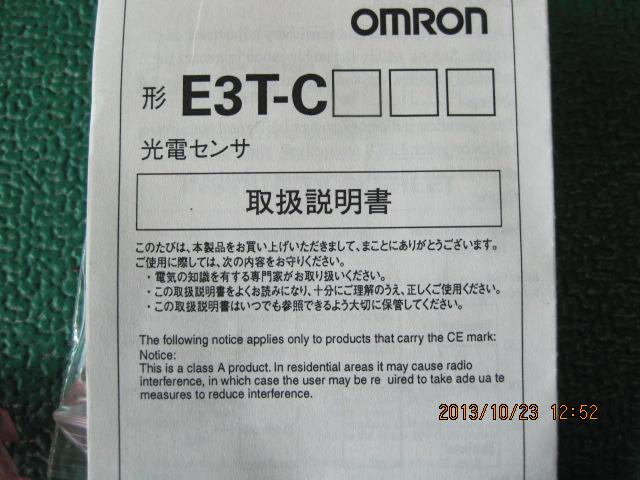 OMRON
形 E3T-C□□□
光電センサ
取扱説明書
このたびは、本製品をお買い上げいただきまして、まことにありがとうございます。
ご使用に際しては、次の内容をお守りください。
・電気の知識を有する専門家がお取り扱いください。
・この取扱説明書をよくお読みになり、十分にご理解のうえ、正しくご使用ください。
・この取扱説明書はいつでも参照できるよう大切に保管してください。
The following notice applies only to products that carry the CE mark:
Notice:
This is a class A product. In residential areas it may cause radio
interference, in which case the user may be re uired to take ade ua te
measures to reduce interference.
2013/10/23 12:52